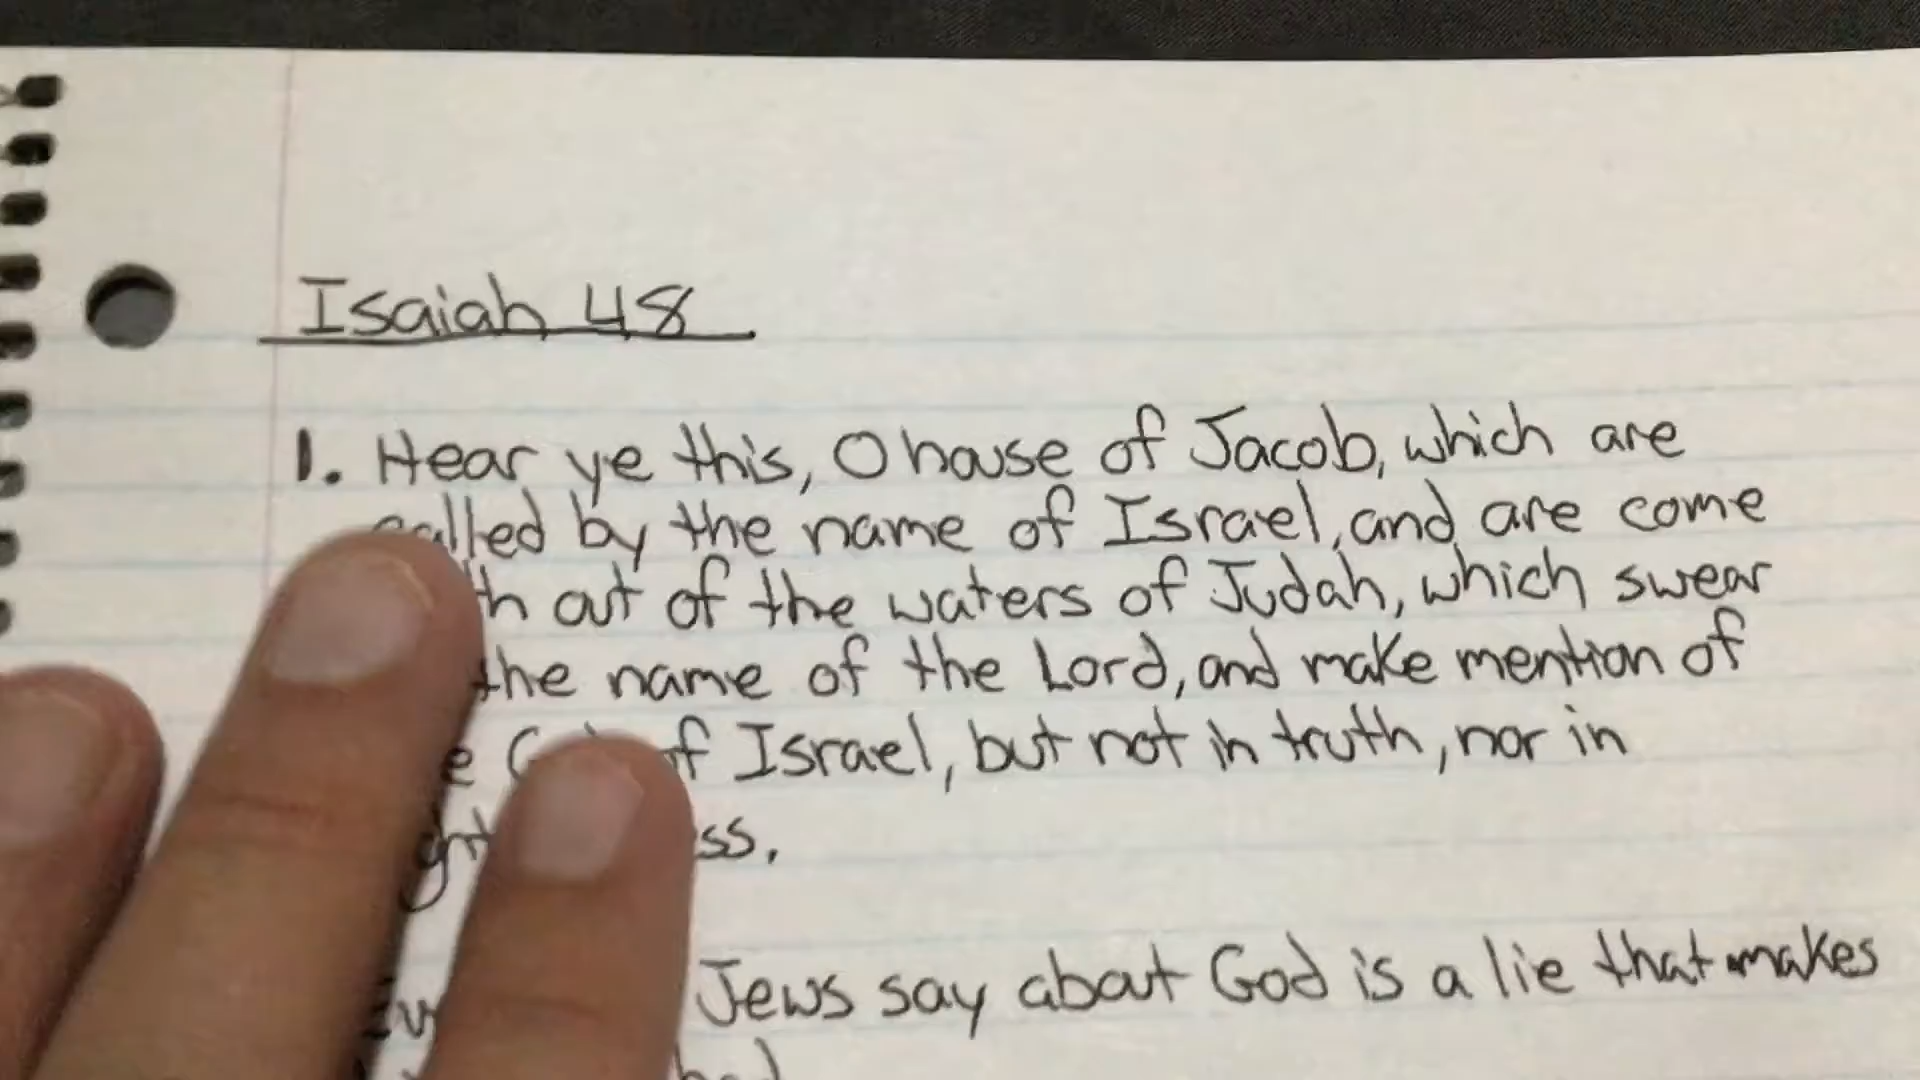 Isaiah 48
1. Hear ye this, O house of Jacob, which are
called by the name of Israel, and are come
out of the waters of Judah, which swear
the name of the Lord, and make mention of
of Israel, but not in truth, nor in
Jews say about God is a lie that makes